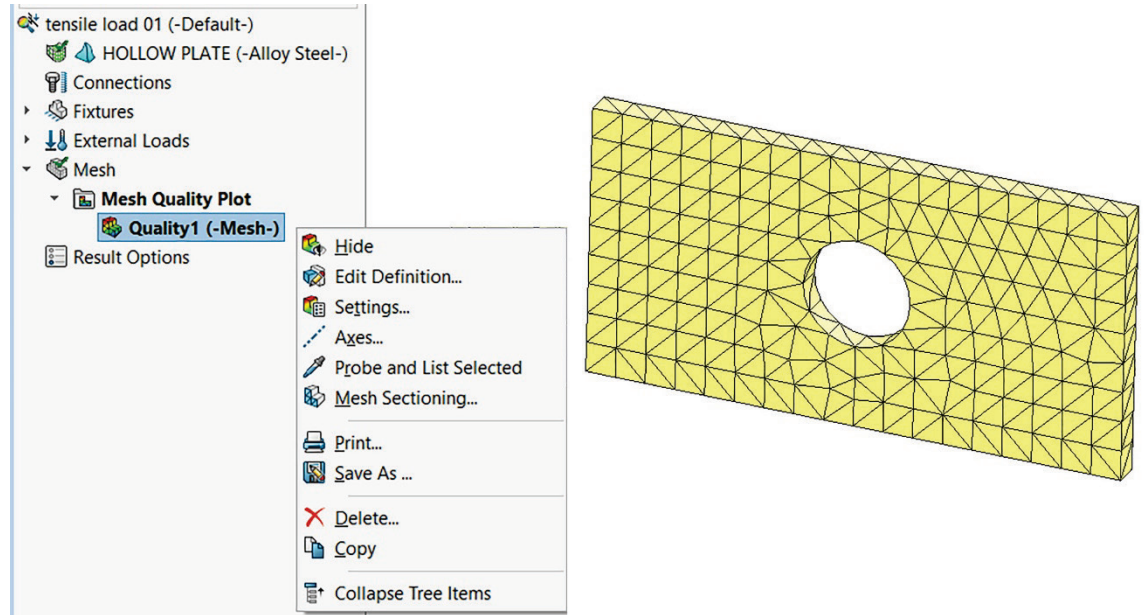 tensile load 01 (-Default-)
HOLLOW PLATE (-Alloy Steel-)
Connections
Fixtures
External Loads
Mesh
Mesh Quality Plot
Quality1 (-Mesh-)
Result Options
Hide
Edit Definition...
Settings...
Axes...
Probe and List Selected
Mesh Sectioning...
Print...
Save As ...
Delete...
Copy
Collapse Tree Items